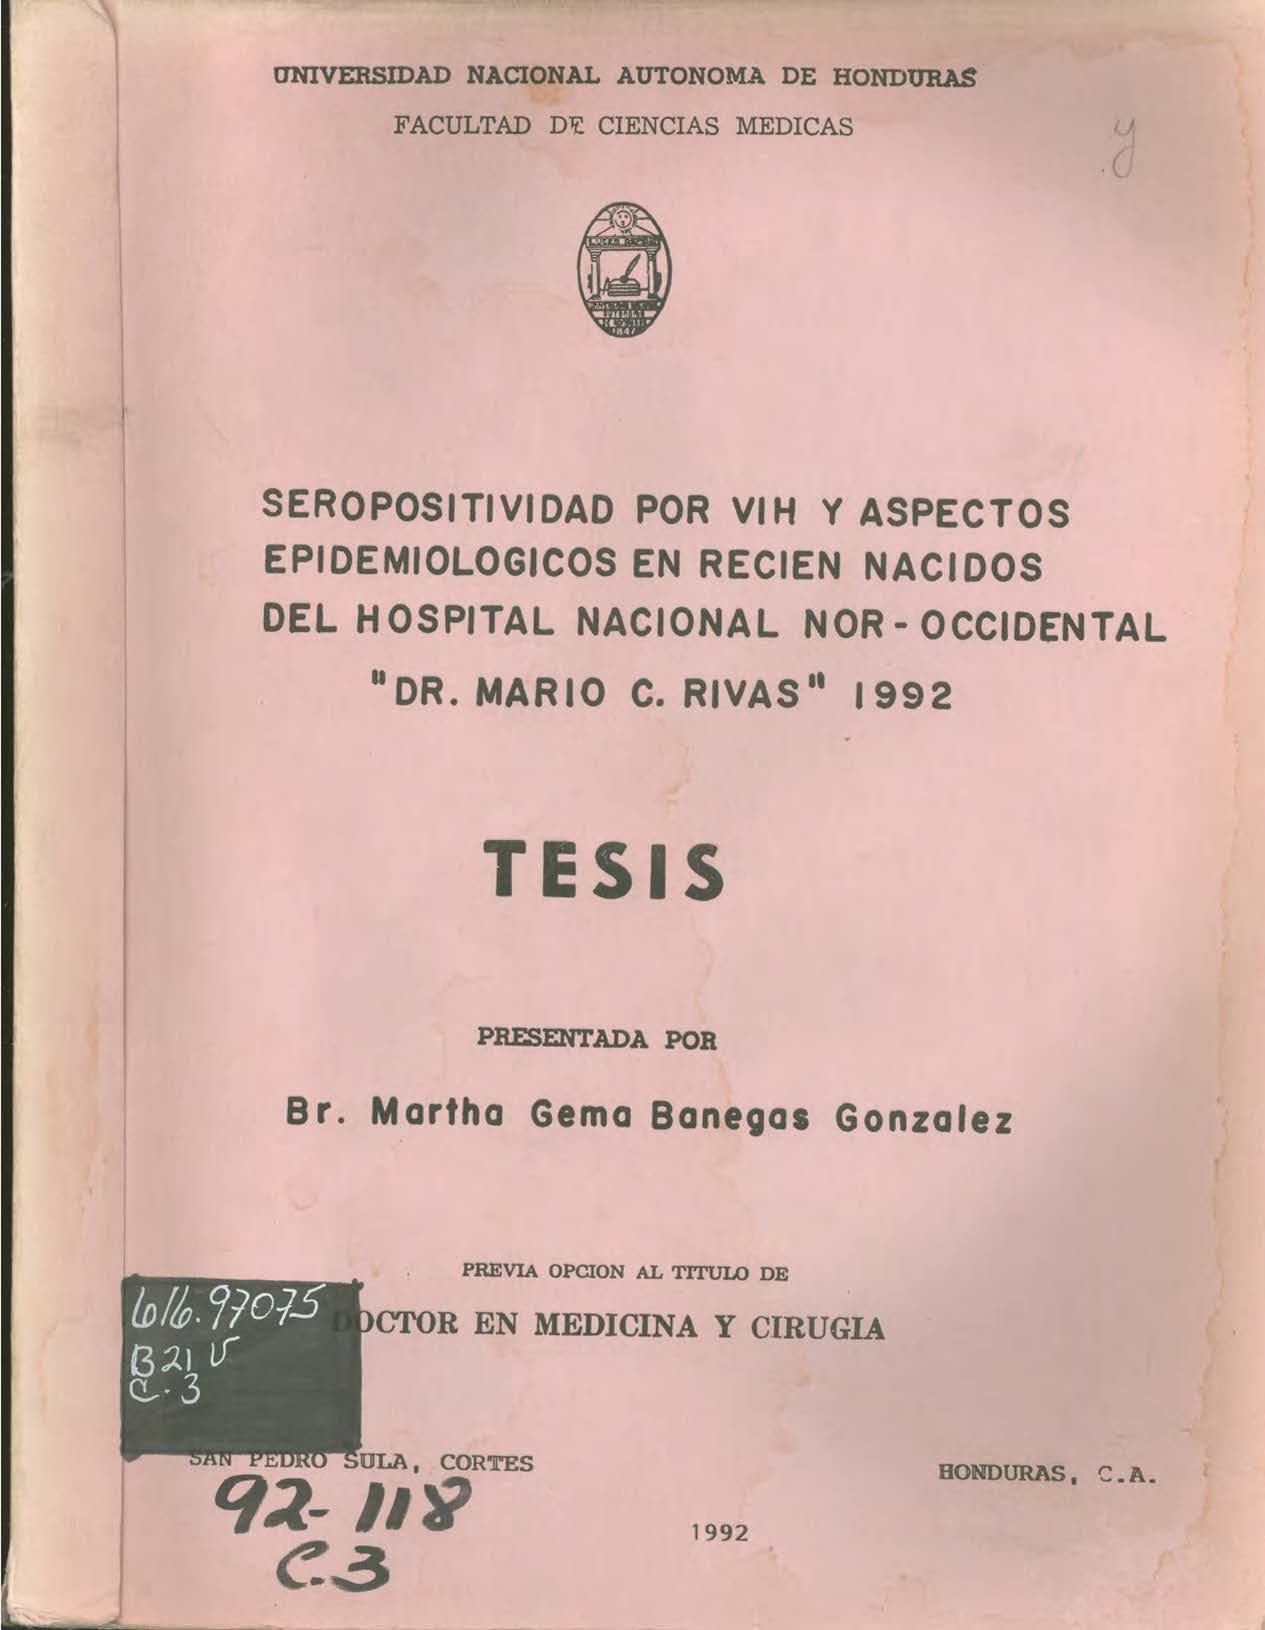 UNIVERSIDAD NACIONAL AUTONOMA DE HONDURAS
FACULTAD DE CIENCIAS MEDICAS
y
1847
SEROPOSITIVIDAD POR VIH Y ASPECTOS
EPIDEMIOLOGICOS EN RECIEN NACIDOS
DEL HOSPITAL NACIONAL NOR-OCCIDENTAL
"DR. MARIO C. RIVAS" 1992
TESIS
PRESENTADA POR
Br. Martha Gema Banegas Gonzalez
PREVIA OPCION AL TITULO DE
DOCTOR EN MEDICINA Y CIRUGIA
616.97075
B21 V
C.3
SAN PEDRO SULA, CORTES
HONDURAS, C.A.
92-118
C.3
1992